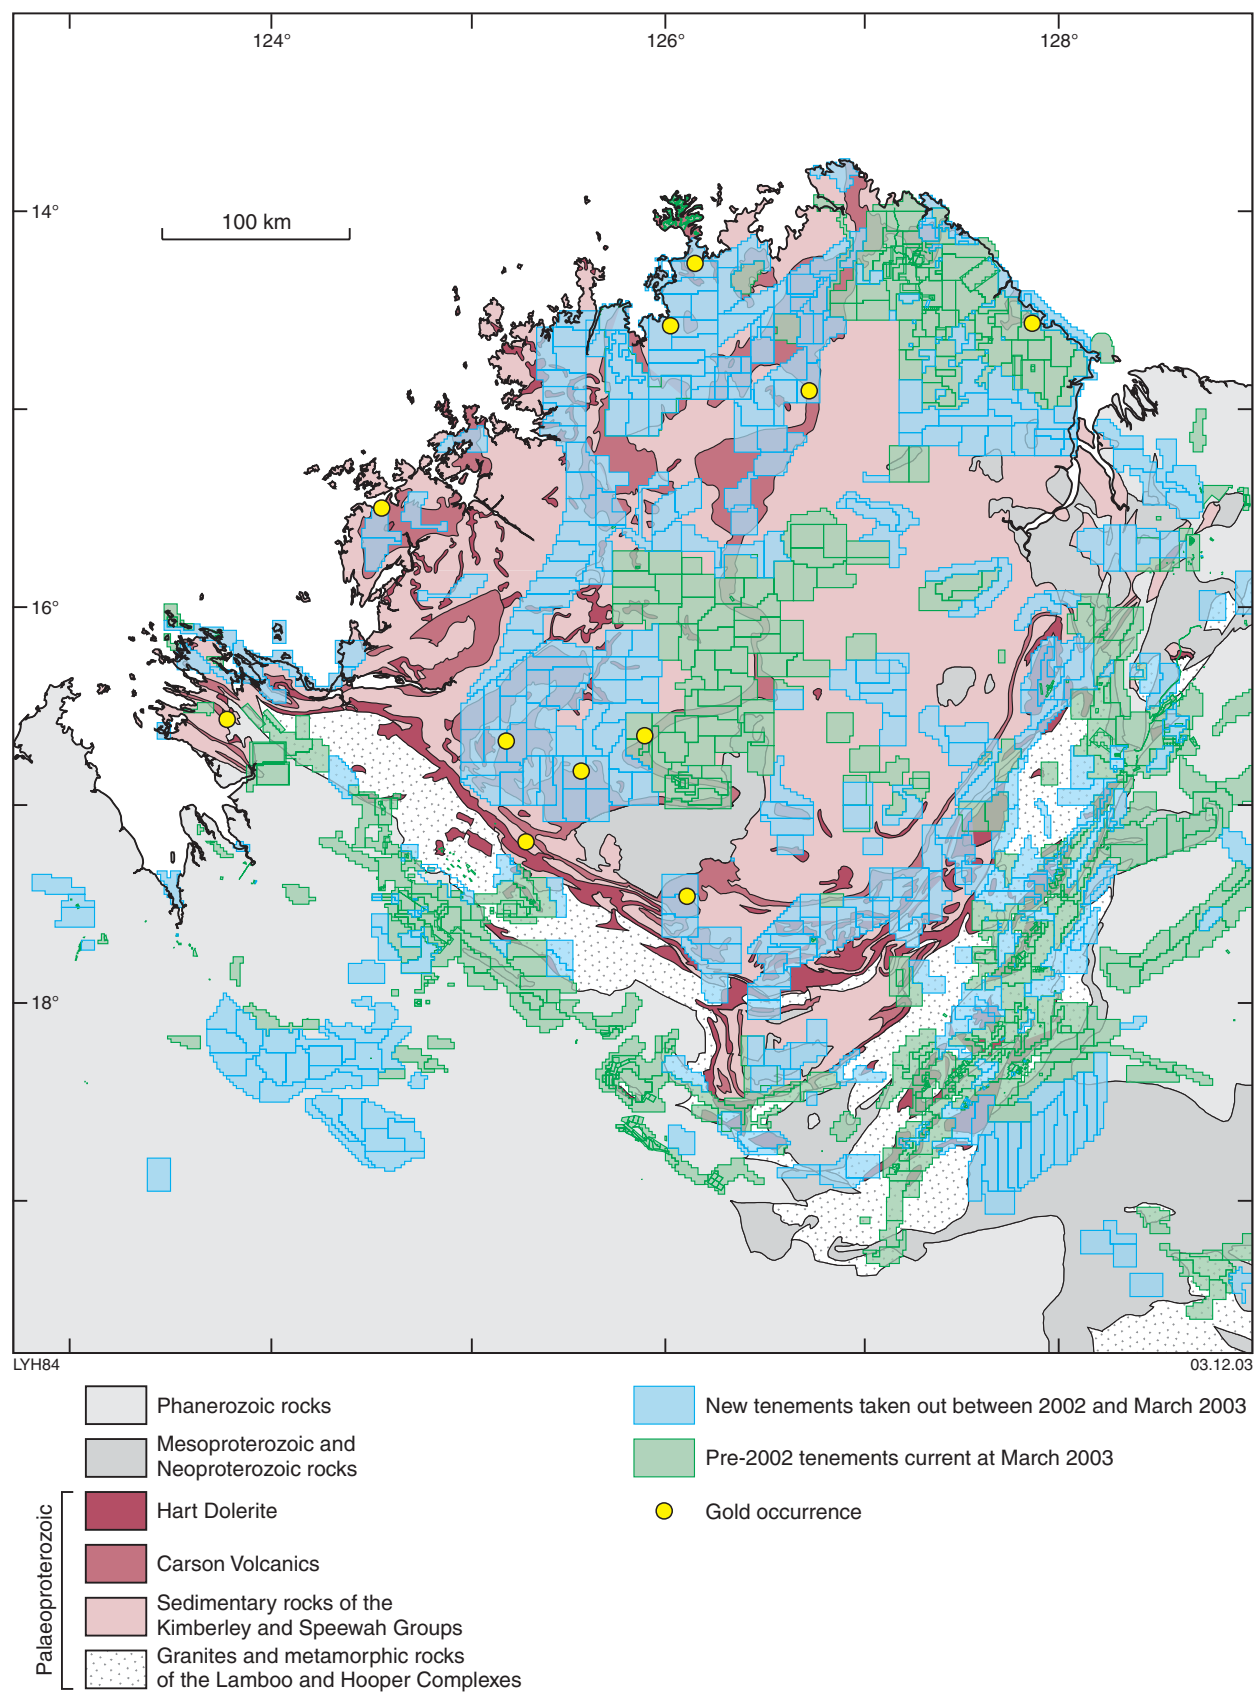 124°
126°
128°
14°
100 km
16°
18°
LYH84
03.12.03
Phanerozoic rocks
Mesoproterozoic and
Neoproterozoic rocks
Palaeoproterozoic
Hart Dolerite
Carson Volcanics
Sedimentary rocks of the
Kimberley and Speewah Groups
Granites and metamorphic rocks
of the Lamboo and Hooper Complexes
New tenements taken out between 2002 and March 2003
Pre-2002 tenements current at March 2003
Gold occurrence